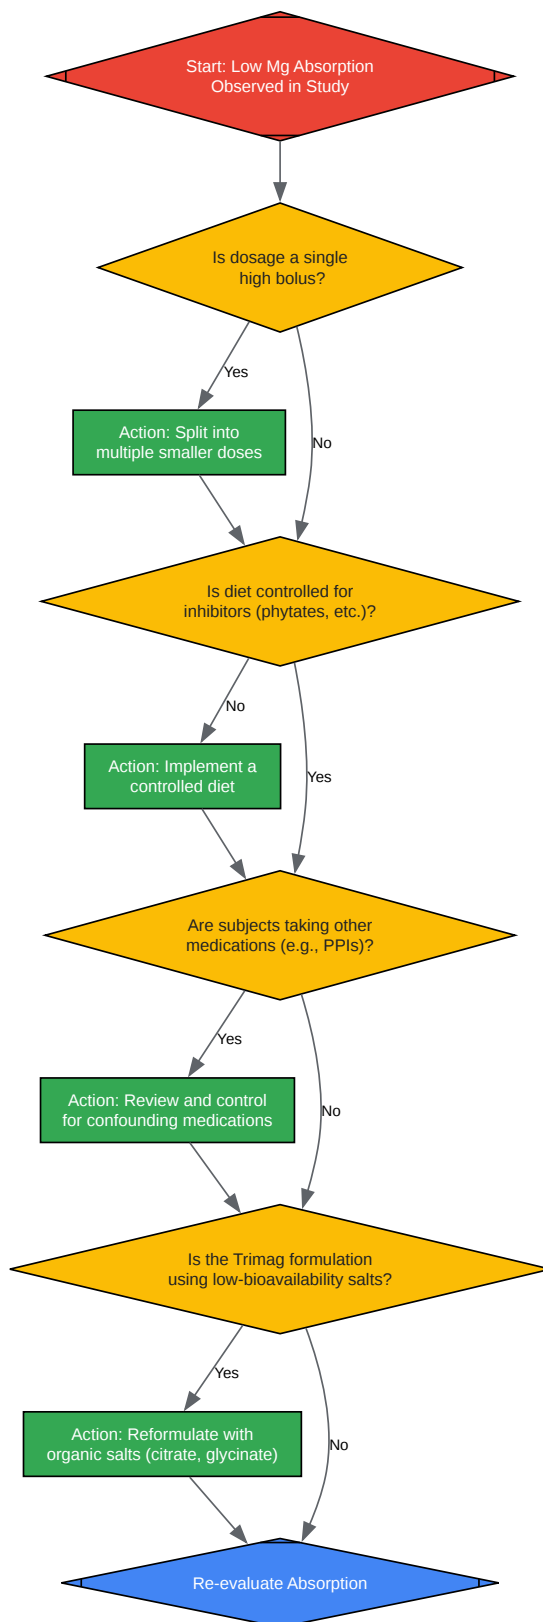 Start: Low Mg Absorption
Observed in Study
Is dosage a single
high bolus?
Yes
Action: Split into
multiple smaller doses
No
Is diet controlled for
inhibitors (phytates, etc.)?
No
Action: Implement a
controlled diet
Yes
Are subjects taking other
medications (e.g., PPIs)?
Yes
Action: Review and control
for confounding medications
No
Is the Trimag formulation
using low-bioavailability salts?
Yes
Action: Reformulate with
organic salts (citrate, glycinate)
No
Re-evaluate Absorption